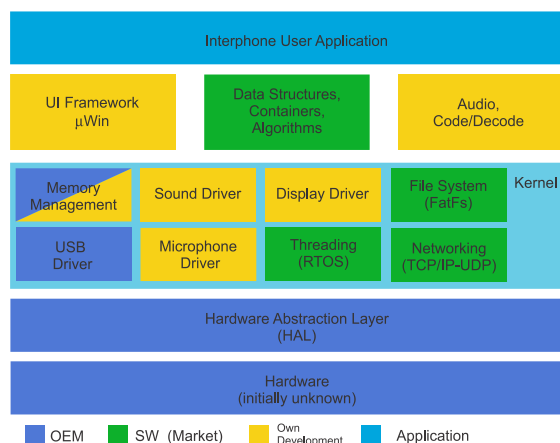 Interphone User Application
UI Framework
μWin
Data Structures,
Containers,
Algorithms
Audio,
Code/Decode
Memory
Management
Sound Driver
Display Driver
File System
(FatFs)
Kernel
USB
Driver
Microphone
Driver
Threading
(RTOS)
Networking
(TCP/IP-UDP)
Hardware Abstraction Layer
(HAL)
Hardware
(initially unknown)
OEM
SW (Market)
Own
Development
Application